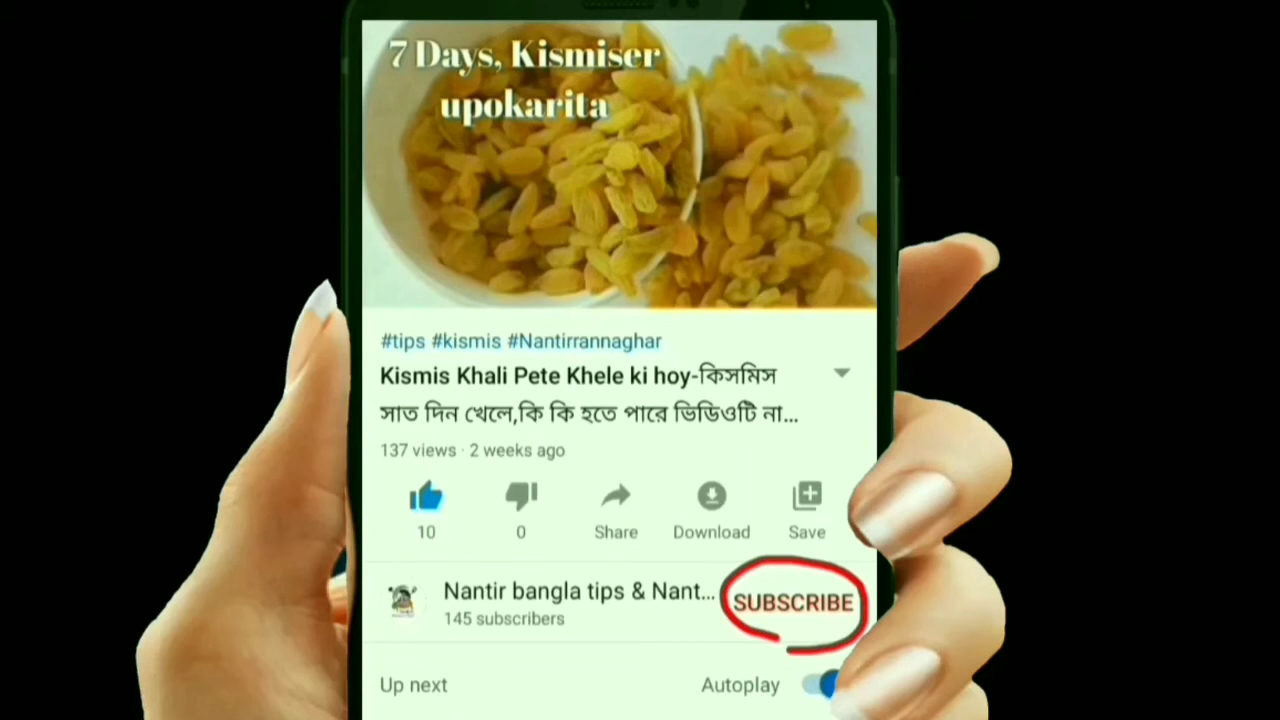 7 Days, Kismiser
upokarita
#tips #kismis #Nantirrannaghar
Kismis Khali Pete Khele ki hoy-কিসমিস
সাত দিন খেলে,কি কি হতে পারে ভিডিওটি না...
137 views · 2 weeks ago
10
0
Share
Download
Save
Nantir bangla tips & Nant...
SUBSCRIBE
145 subscribers
Up next
Autoplay